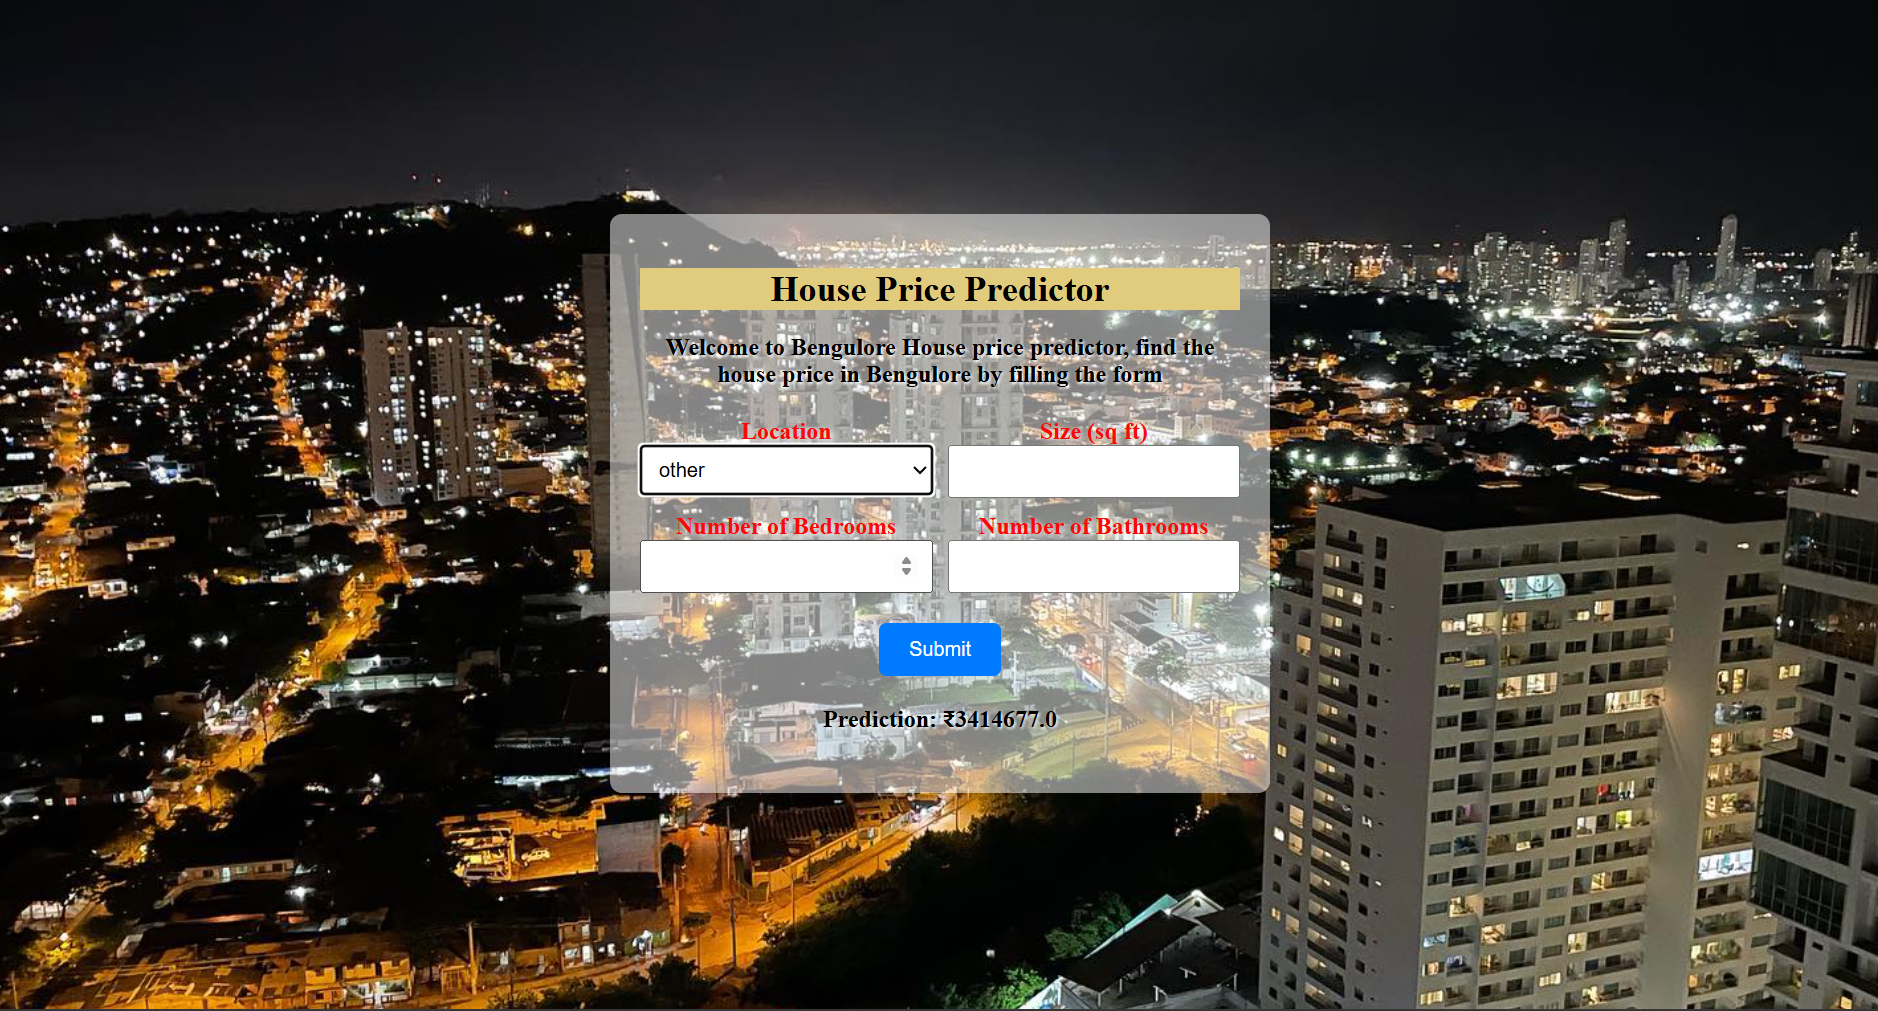 House Price Predictor
Welcome to Bengulore House price predictor, find the
house price in Bengulore by filling the form
Location
Size (sq ft)
other
Number of Bedrooms
Number of Bathrooms
Submit
Prediction: ₹3414677.0